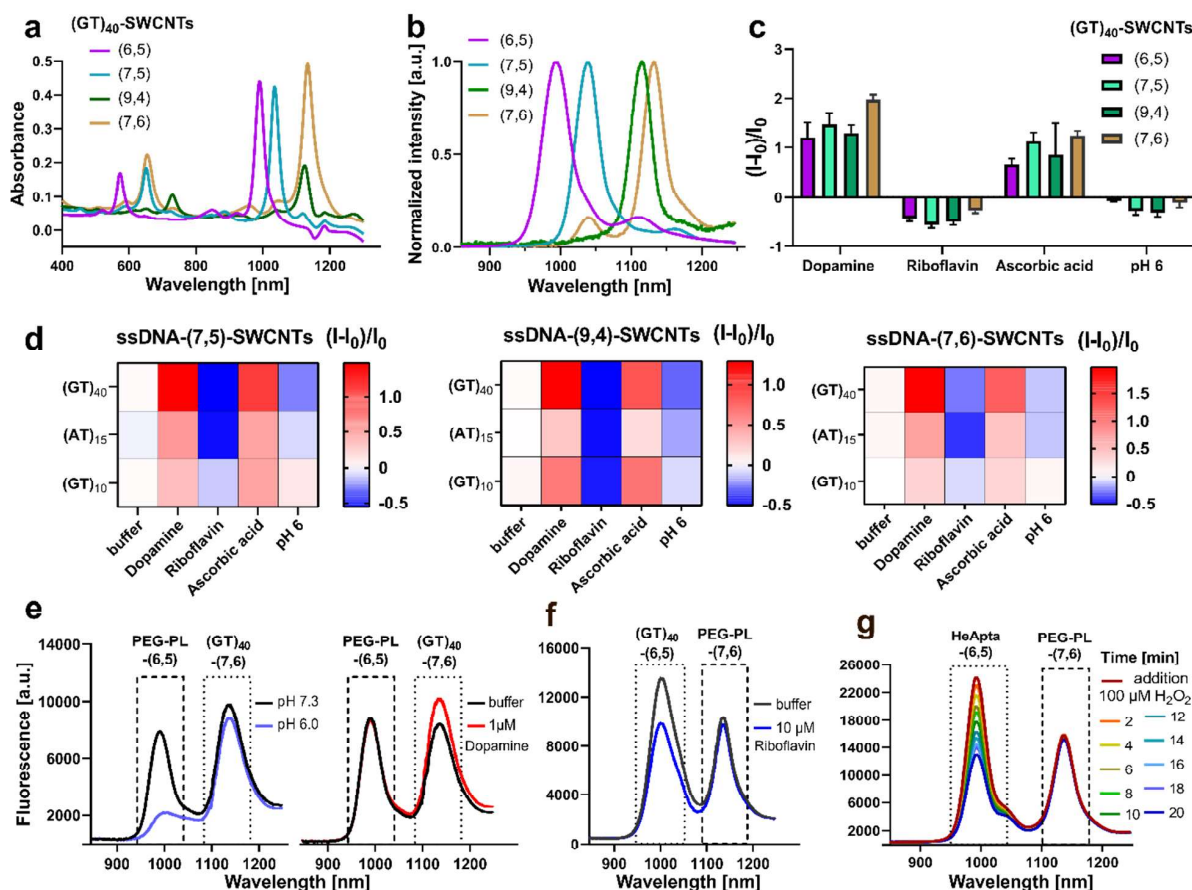 a
(GT)₄₀-SWCNTs
(6,5)
(7,5)
(9,4)
(7,6)
Absorbance
0.5
0.4
0.3
0.2
0.1
0.0
400 600 800 1000 1200
Wavelength [nm]
b
(6,5)
(7,5)
(9,4)
(7,6)
Normalized intensity [a.u.]
1.0
0.5
0.0
900 1000 1100 1200
Wavelength [nm]
c
(GT)₄₀-SWCNTs
(6,5)
(7,5)
(9,4)
(7,6)
(I-I₀)/I₀
3
2
1
0
-1
Dopamine Riboflavin Ascorbic acid pH 6
d
ssDNA-(7,5)-SWCNTs (I-I₀)/I₀
(GT)₄₀
(AT)₁₅
(GT)₁₀
buffer
Dopamine
Riboflavin
Ascorbic acid
pH 6
1.0
0.5
0
-0.5
ssDNA-(9,4)-SWCNTs (I-I₀)/I₀
(GT)₄₀
(AT)₁₅
(GT)₁₀
buffer
Dopamine
Riboflavin
Ascorbic acid
pH 6
1.0
0.5
0
-0.5
ssDNA-(7,6)-SWCNTs (I-I₀)/I₀
(GT)₄₀
(AT)₁₅
(GT)₁₀
buffer
Dopamine
Riboflavin
Ascorbic acid
pH 6
1.5
1.0
0.5
0
-0.5
e
PEG-PL
-(6,5)
(GT)₄₀
-(7,6)
pH 7.3
pH 6.0
Fluorescence [a.u.]
14000
10000
6000
2000
900 1000 1100 1200
PEG-PL
-(6,5)
(GT)₄₀
-(7,6)
buffer
1µM
Dopamine
900 1000 1100 1200
Wavelength [nm]
f
(GT)₄₀
-(6,5)
PEG-PL
-(7,6)
buffer
10 µM
Riboflavin
16000
12000
8000
4000
0
900 1000 1100 1200
Wavelength [nm]
g
HeApta
-(6,5)
PEG-PL
-(7,6)
26000
22000
18000
14000
10000
6000
2000
900 1000 1100 1200
Wavelength [nm]
Time [min]
addition
100 µM H₂O₂
2 12
4 14
6 16
8 18
10 20